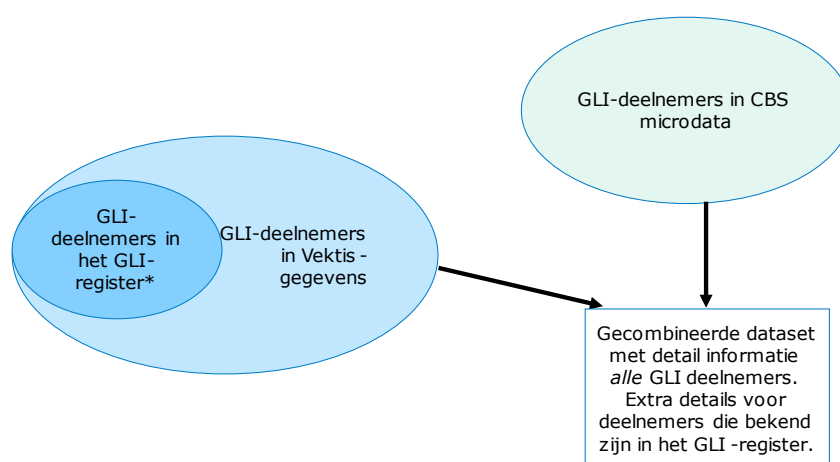 GLI-deelnemers in CBS
microdata
GLI-
deelnemers in
het GLI-
register*
GLI-deelnemers
in Vektis -
gegevens
Gecombineerde dataset
met detail informatie
alle GLI deelnemers.
Extra details voor
deelnemers die bekend
zijn in het GLI -register.